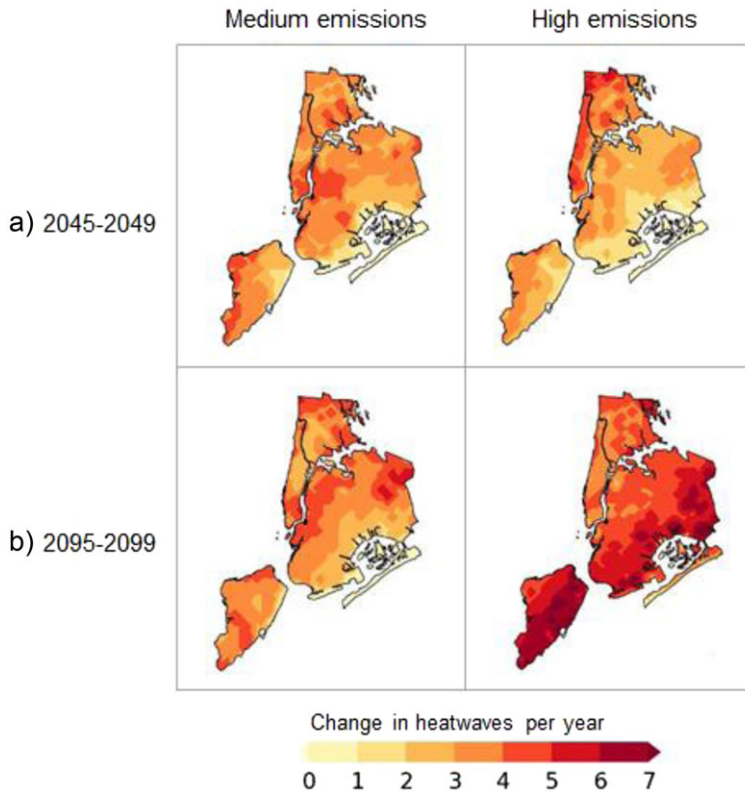 Medium emissions High emissions
a) 2045-2049
b) 2095-2099
Change in heatwaves per year
0 1 2 3 4 5 6 7